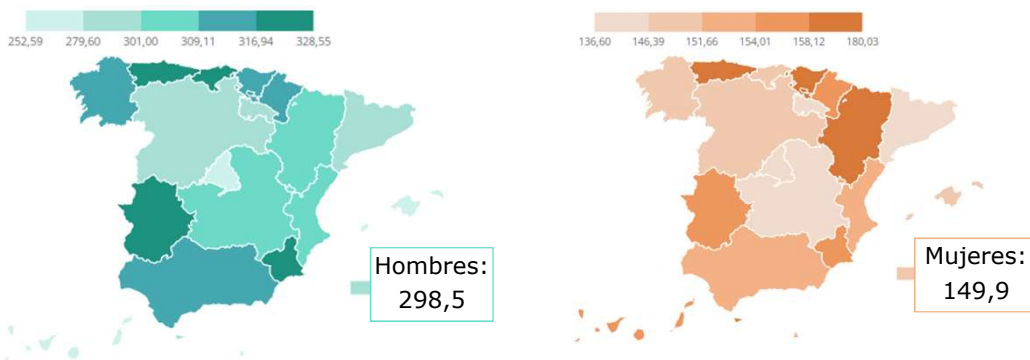 252,59 279,60 301,00 309,11 316,94 328,55
136,60 146,39 151,66 154,01 158,12 180,03
Hombres:
298,5
Mujeres:
149,9